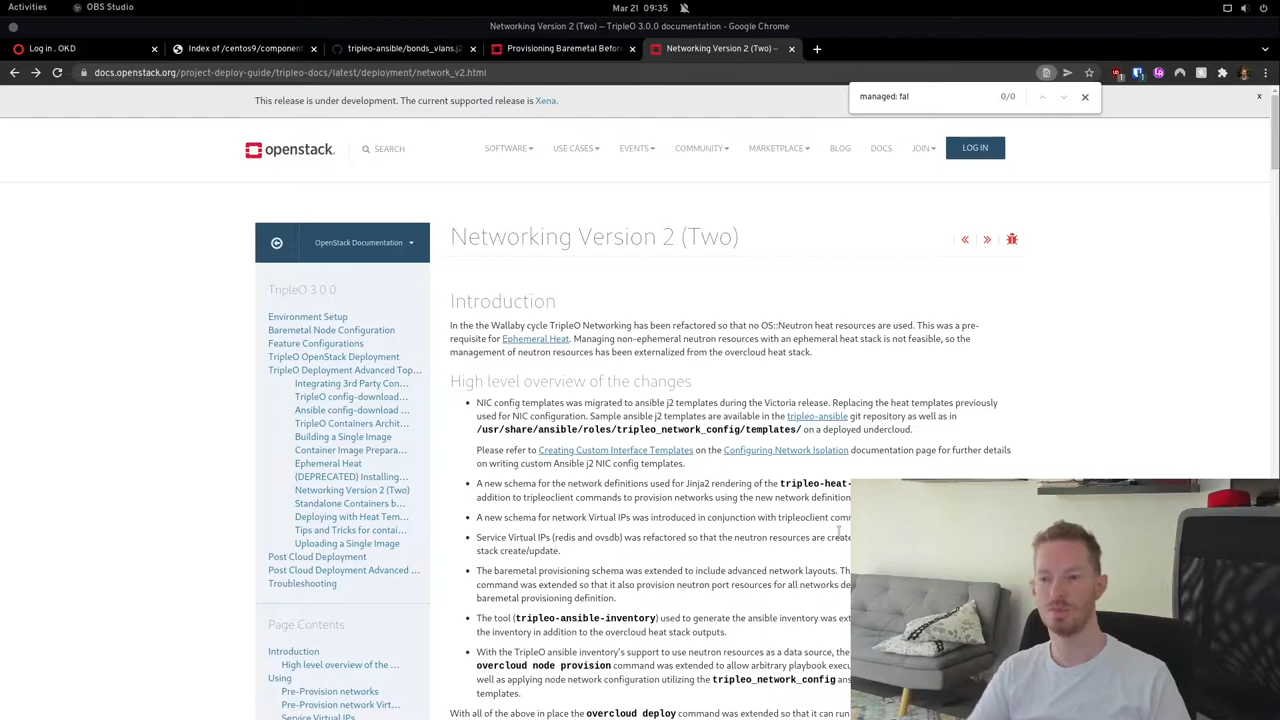 Activities
OBS Studio
Mar 21 09:35
Networking Version 2 (Two) — TripleO 3.0.0 documentation - Google Chrome
Log in . OKD
Index of /centos9/component
tripleo-ansible/bonds_vlans.j2
Provisioning Baremetal Befor
Networking Version 2 (Two) —
docs.openstack.org/project-deploy-guide/tripleo-docs/latest/deployment/network_v2.html
managed: fal
0/0
This release is under development. The current supported release is Xena.
x
openstack.
SEARCH
SOFTWARE
USE CASES
EVENTS
COMMUNITY
MARKETPLACE
BLOG
DOCS
JOIN
LOG IN
OpenStack Documentation
TripleO 3.0.0
Environment Setup
Baremetal Node Configuration
Feature Configurations
TripleO OpenStack Deployment
TripleO Deployment Advanced Top...
Integrating 3rd Party Con...
TripleO config-download...
Ansible config-download ...
TripleO Containers Archit...
Building a Single Image
Container Image Prepara...
Ephemeral Heat
(DEPRECATED) Installing...
Networking Version 2 (Two)
Standalone Containers b...
Deploying with Heat Tem...
Tips and Tricks for contai...
Uploading a Single Image
Post Cloud Deployment
Post Cloud Deployment Advanced ...
Troubleshooting
Page Contents
Introduction
High level overview of the ...
Using
Pre-Provision networks
Pre-Provision network Virt...
Service Virtual IPs
Networking Version 2 (Two)
Introduction
In the the Wallaby cycle TripleO Networking has been refactored so that no OS::Neutron heat resources are used. This was a pre-
requisite for Ephemeral Heat. Managing non-ephemeral neutron resources with an ephemeral heat stack is not feasible, so the
management of neutron resources has been externalized from the overcloud heat stack.
High level overview of the changes
NIC config templates was migrated to ansible j2 templates during the Victoria release. Replacing the heat templates previously
used for NIC configuration. Sample ansible j2 templates are available in the tripleo-ansible git repository as well as in
/usr/share/ansible/roles/tripleo_network_config/templates/ on a deployed undercloud.
Please refer to Creating Custom Interface Templates on the Configuring Network Isolation documentation page for further details
on writing custom Ansible j2 NIC config templates.
A new schema for the network definitions used for Jinja2 rendering of the tripleo-heat-
addition to tripleoclient commands to provision networks using the new network definition
A new schema for network Virtual IPs was introduced in conjunction with tripleoclient com
Service Virtual IPs (redis and ovsdb) was refactored so that the neutron resources are create
stack create/update.
The baremetal provisioning schema was extended to include advanced network layouts. Th
command was extended so that it also provision neutron port resources for all networks de
baremetal provisioning definition.
The tool (tripleo-ansible-inventory) used to generate the ansible inventory was ext
the inventory in addition to the overcloud heat stack outputs.
With the TripleO ansible inventory's support to use neutron resources as a data source, the
overcloud node provision command was extended to allow arbitrary playbook execu
well as applying node network configuration utilizing the tripleo_network_config ans
templates.
With all of the above in place the overcloud deploy command was extended so that it can run